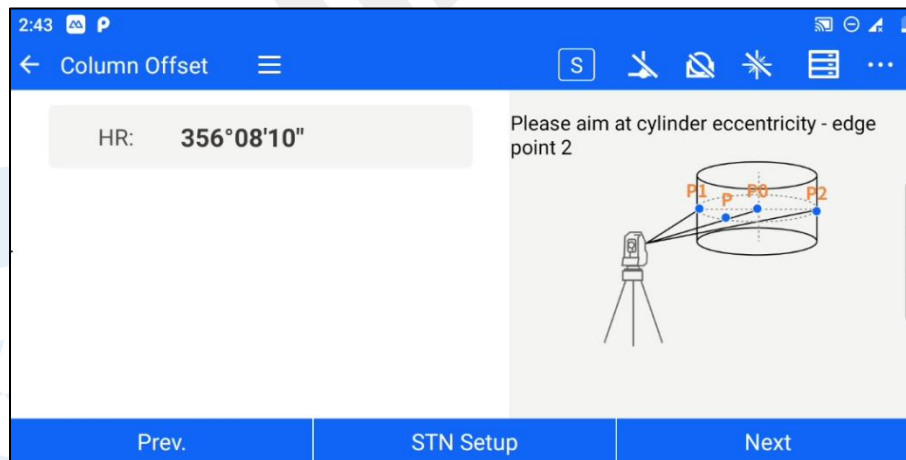 2:43
Column Offset
S
HR: 356°08'10"
Please aim at cylinder eccentricity - edge
point 2
P1 P P0 P2
Prev. STN Setup Next